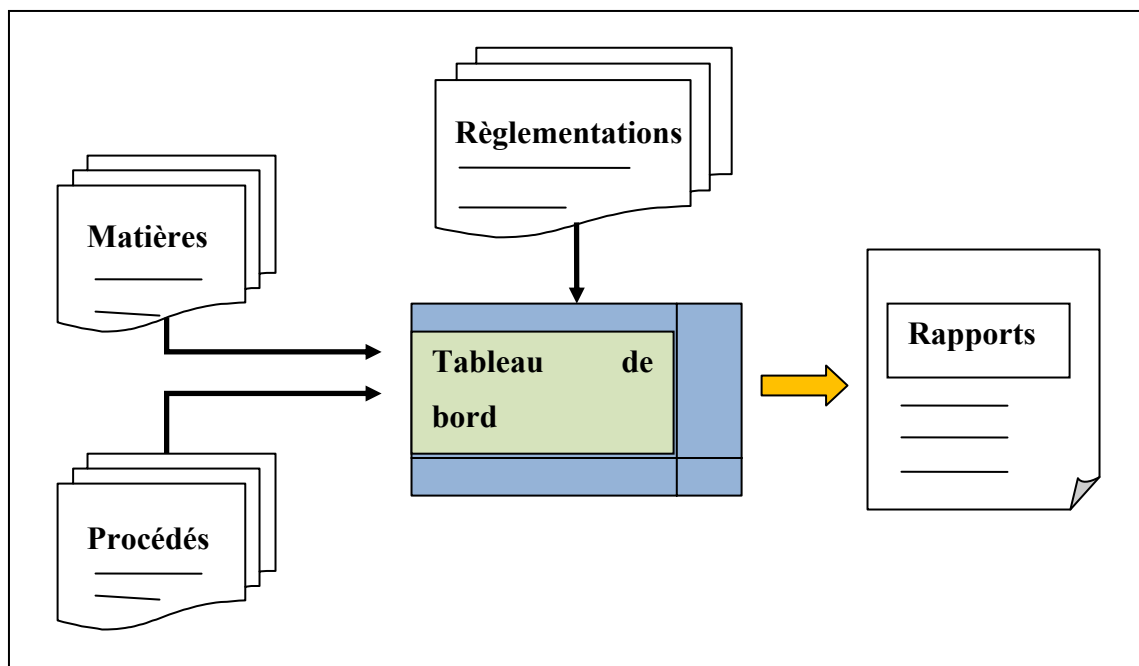 Règlementations
Matières
Tableau de
bord
Rapports
Procédés